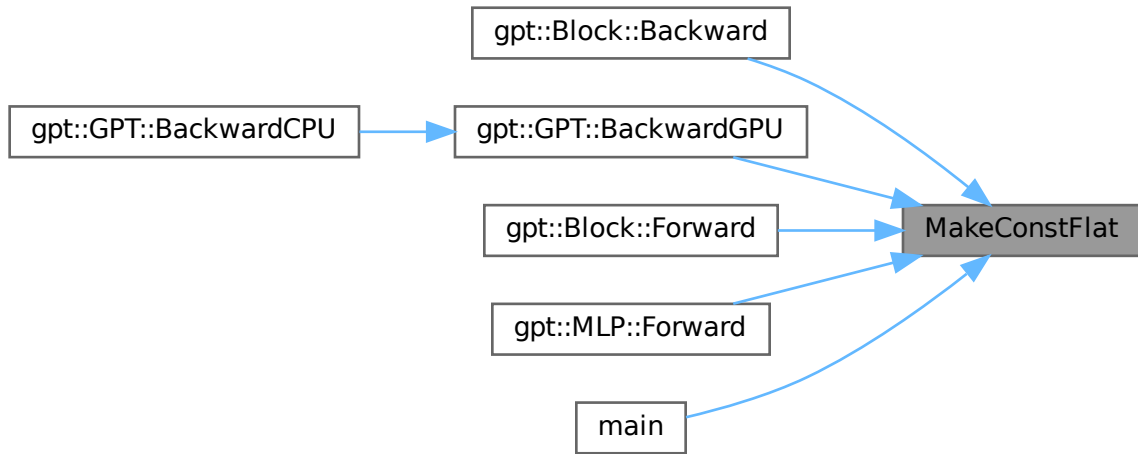 gpt::Block::Backward
gpt::GPT::BackwardCPU
gpt::GPT::BackwardGPU
gpt::Block::Forward
MakeConstFlat
gpt::MLP::Forward
main